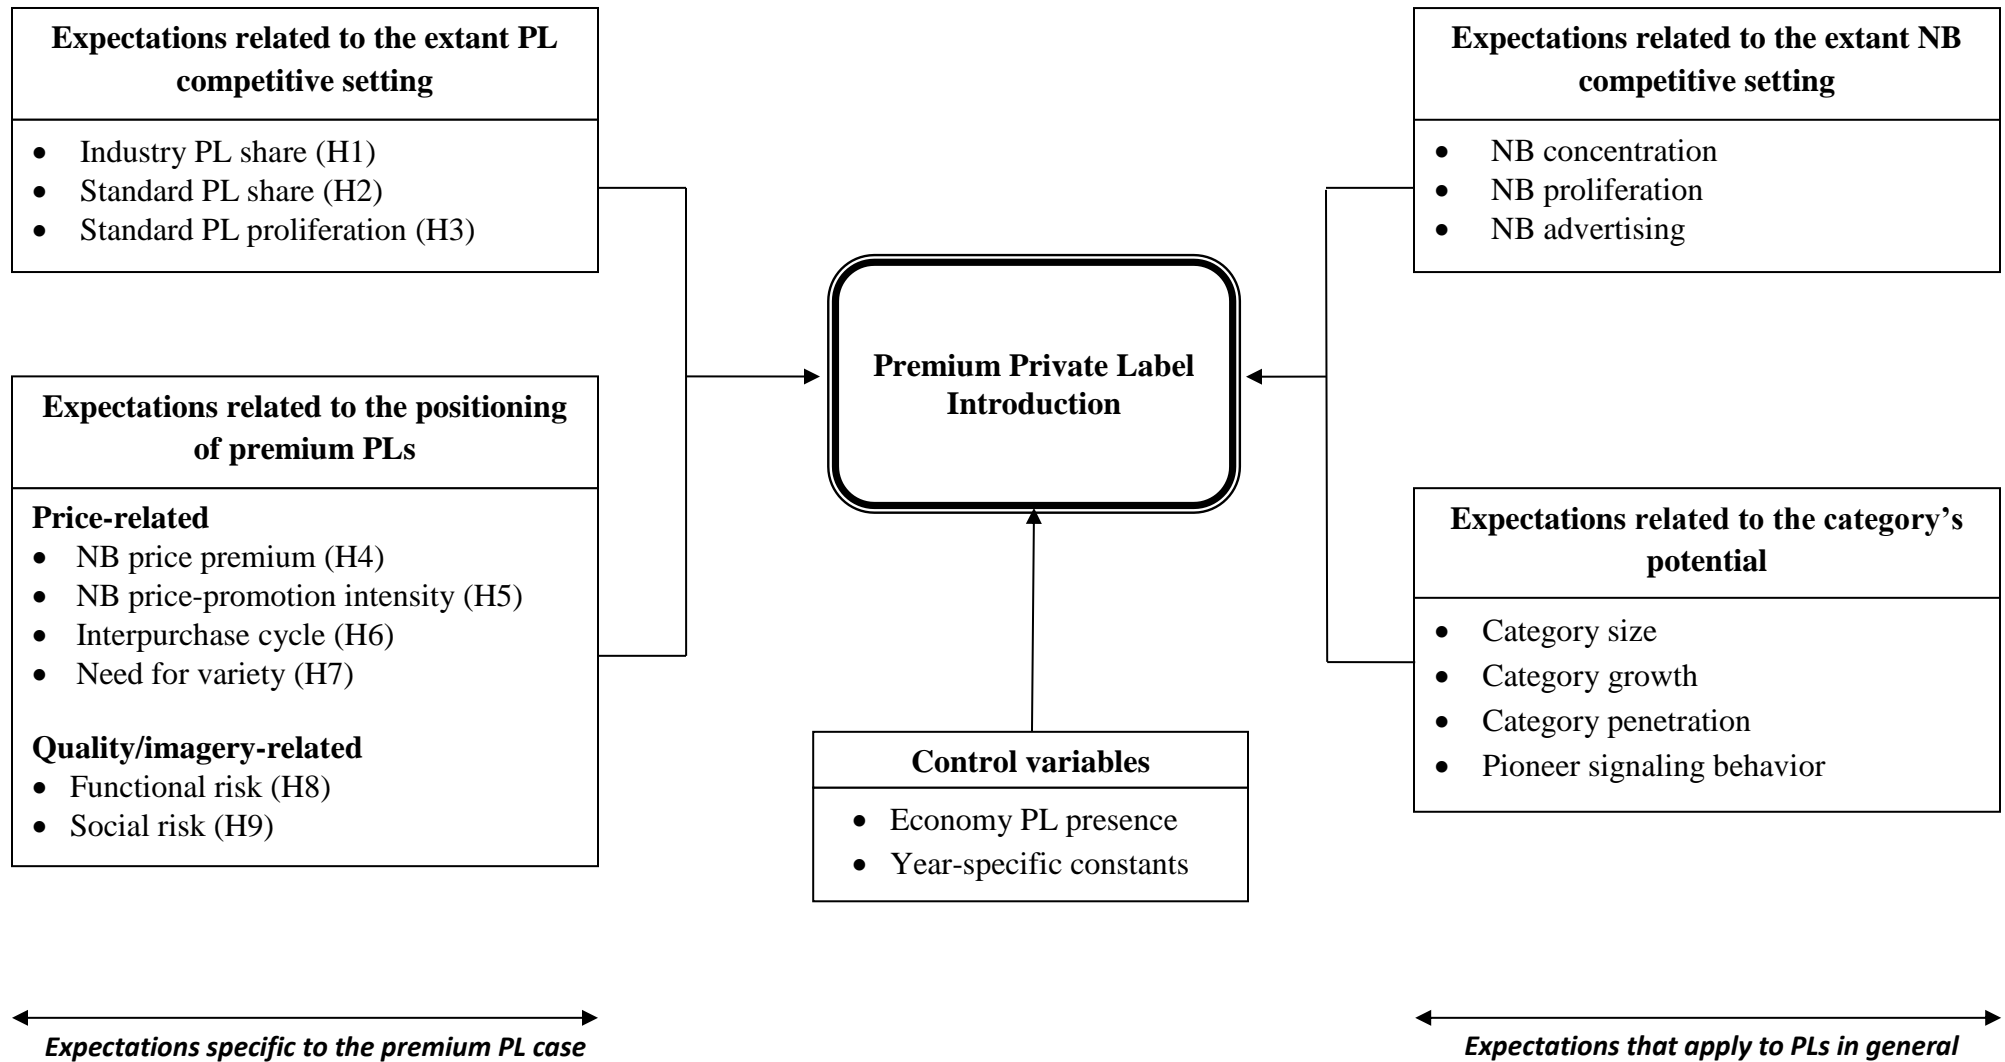 Expectations related to the extant PL
competitive setting
• Industry PL share (H1)
• Standard PL share (H2)
• Standard PL proliferation (H3)
Expectations related to the positioning
of premium PLs
Price-related
• NB price premium (H4)
• NB price-promotion intensity (H5)
• Interpurchase cycle (H6)
• Need for variety (H7)
Quality/imagery-related
• Functional risk (H8)
• Social risk (H9)
Premium Private Label
Introduction
Control variables
• Economy PL presence
• Year-specific constants
Expectations related to the extant NB
competitive setting
• NB concentration
• NB proliferation
• NB advertising
Expectations related to the category’s
potential
• Category size
• Category growth
• Category penetration
• Pioneer signaling behavior
Expectations specific to the premium PL case
Expectations that apply to PLs in general